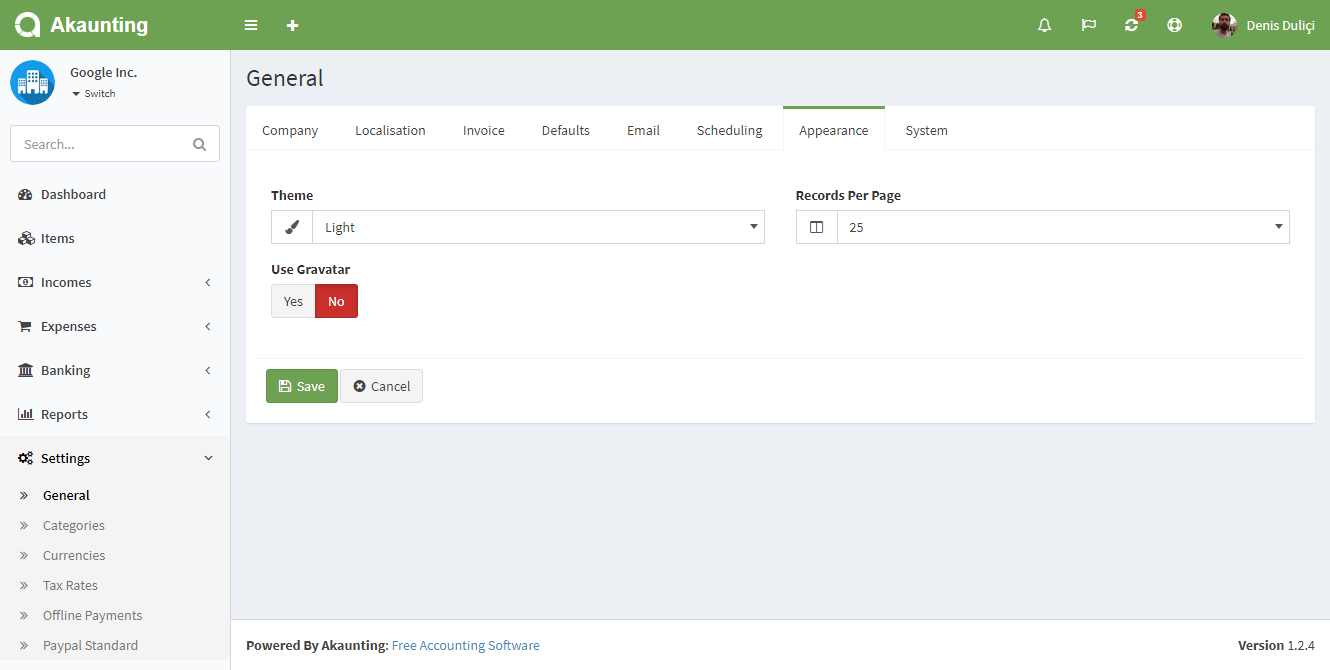 Akaunting
3
Denis Duliçi
Google Inc.
Switch
Search...
Dashboard
Items
Incomes
Expenses
Banking
Reports
Settings
General
Categories
Currencies
Tax Rates
Offline Payments
Paypal Standard
General
Company Localisation Invoice Defaults Email Scheduling Appearance System
Theme Records Per Page
Light 25
Use Gravatar
Yes No
Save Cancel
Powered By Akaunting: Free Accounting Software Version 1.2.4